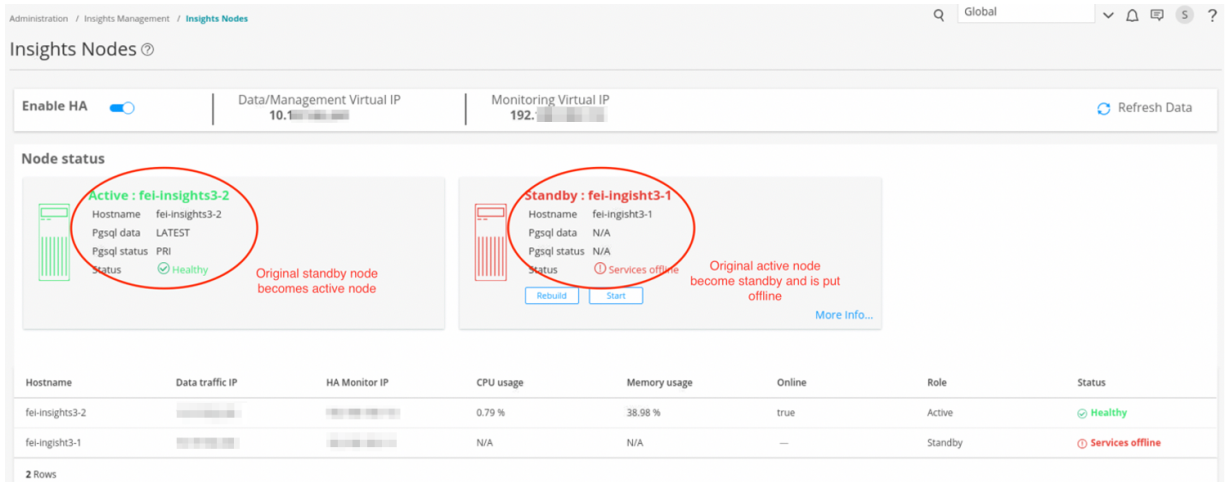 Administration / Insights Management / Insights Nodes
Global
S
?
Insights Nodes ?
Enable HA
Data/Management Virtual IP
10.1
Monitoring Virtual IP
192.
Refresh Data
Node status
Active : fei-insights3-2
Hostname fei-insights3-2
Pgsql data LATEST
Pgsql status PRI
Status Healthy
Original standby node
becomes active node
Standby : fei-ingisht3-1
Hostname fei-ingisht3-1
Pgsql data N/A
Pgsql status N/A
Status Services offline
Rebuild Start
Original active node
become standby and is put
offline
More Info...
Hostname Data traffic IP HA Monitor IP CPU usage Memory usage Online Role Status
fei-insights3-2 0.79 % 38.98 % true Active Healthy
fei-ingisht3-1 N/A N/A — Standby Services offline
2 Rows